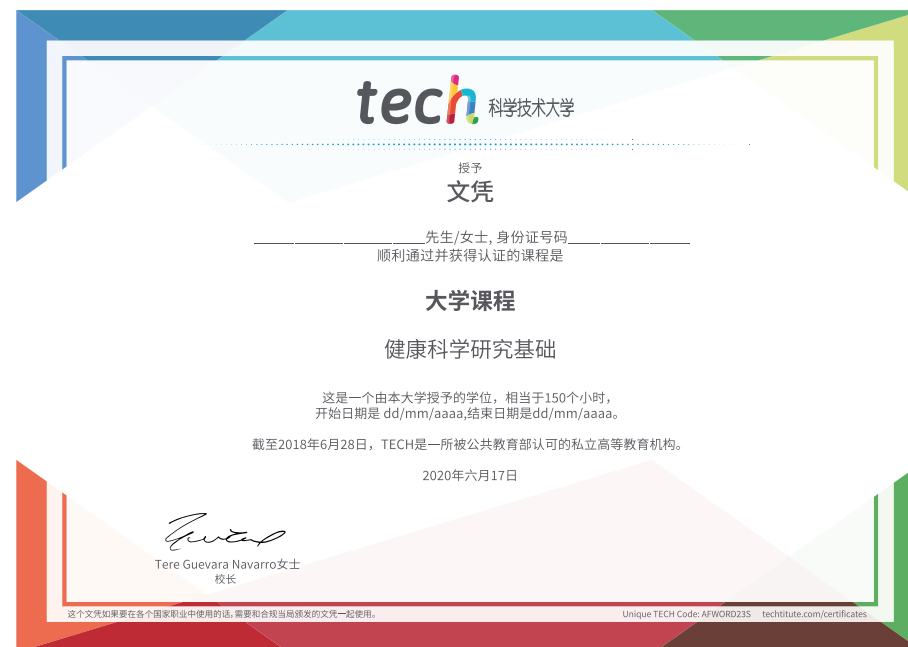 tech 科学技术大学
授予
文凭
先生/女士, 身份证号码
顺利通过并获得认证的课程是
大学课程
健康科学研究基础
这是一个由本大学授予的学位，相当于150个小时，
开始日期是 dd/mm/aaaa,结束日期是dd/mm/aaaa。
截至2018年6月28日，TECH是一所被公共教育部认可的私立高等教育机构。
2020年六月17日
Tere Guevara Navarro女士
校长
这个文凭如果要在各个国家职业中使用的话,需要和合规当局颁发的文凭一起使用。
Unique TECH Code: AFWORD23S techtitute.com/certificates